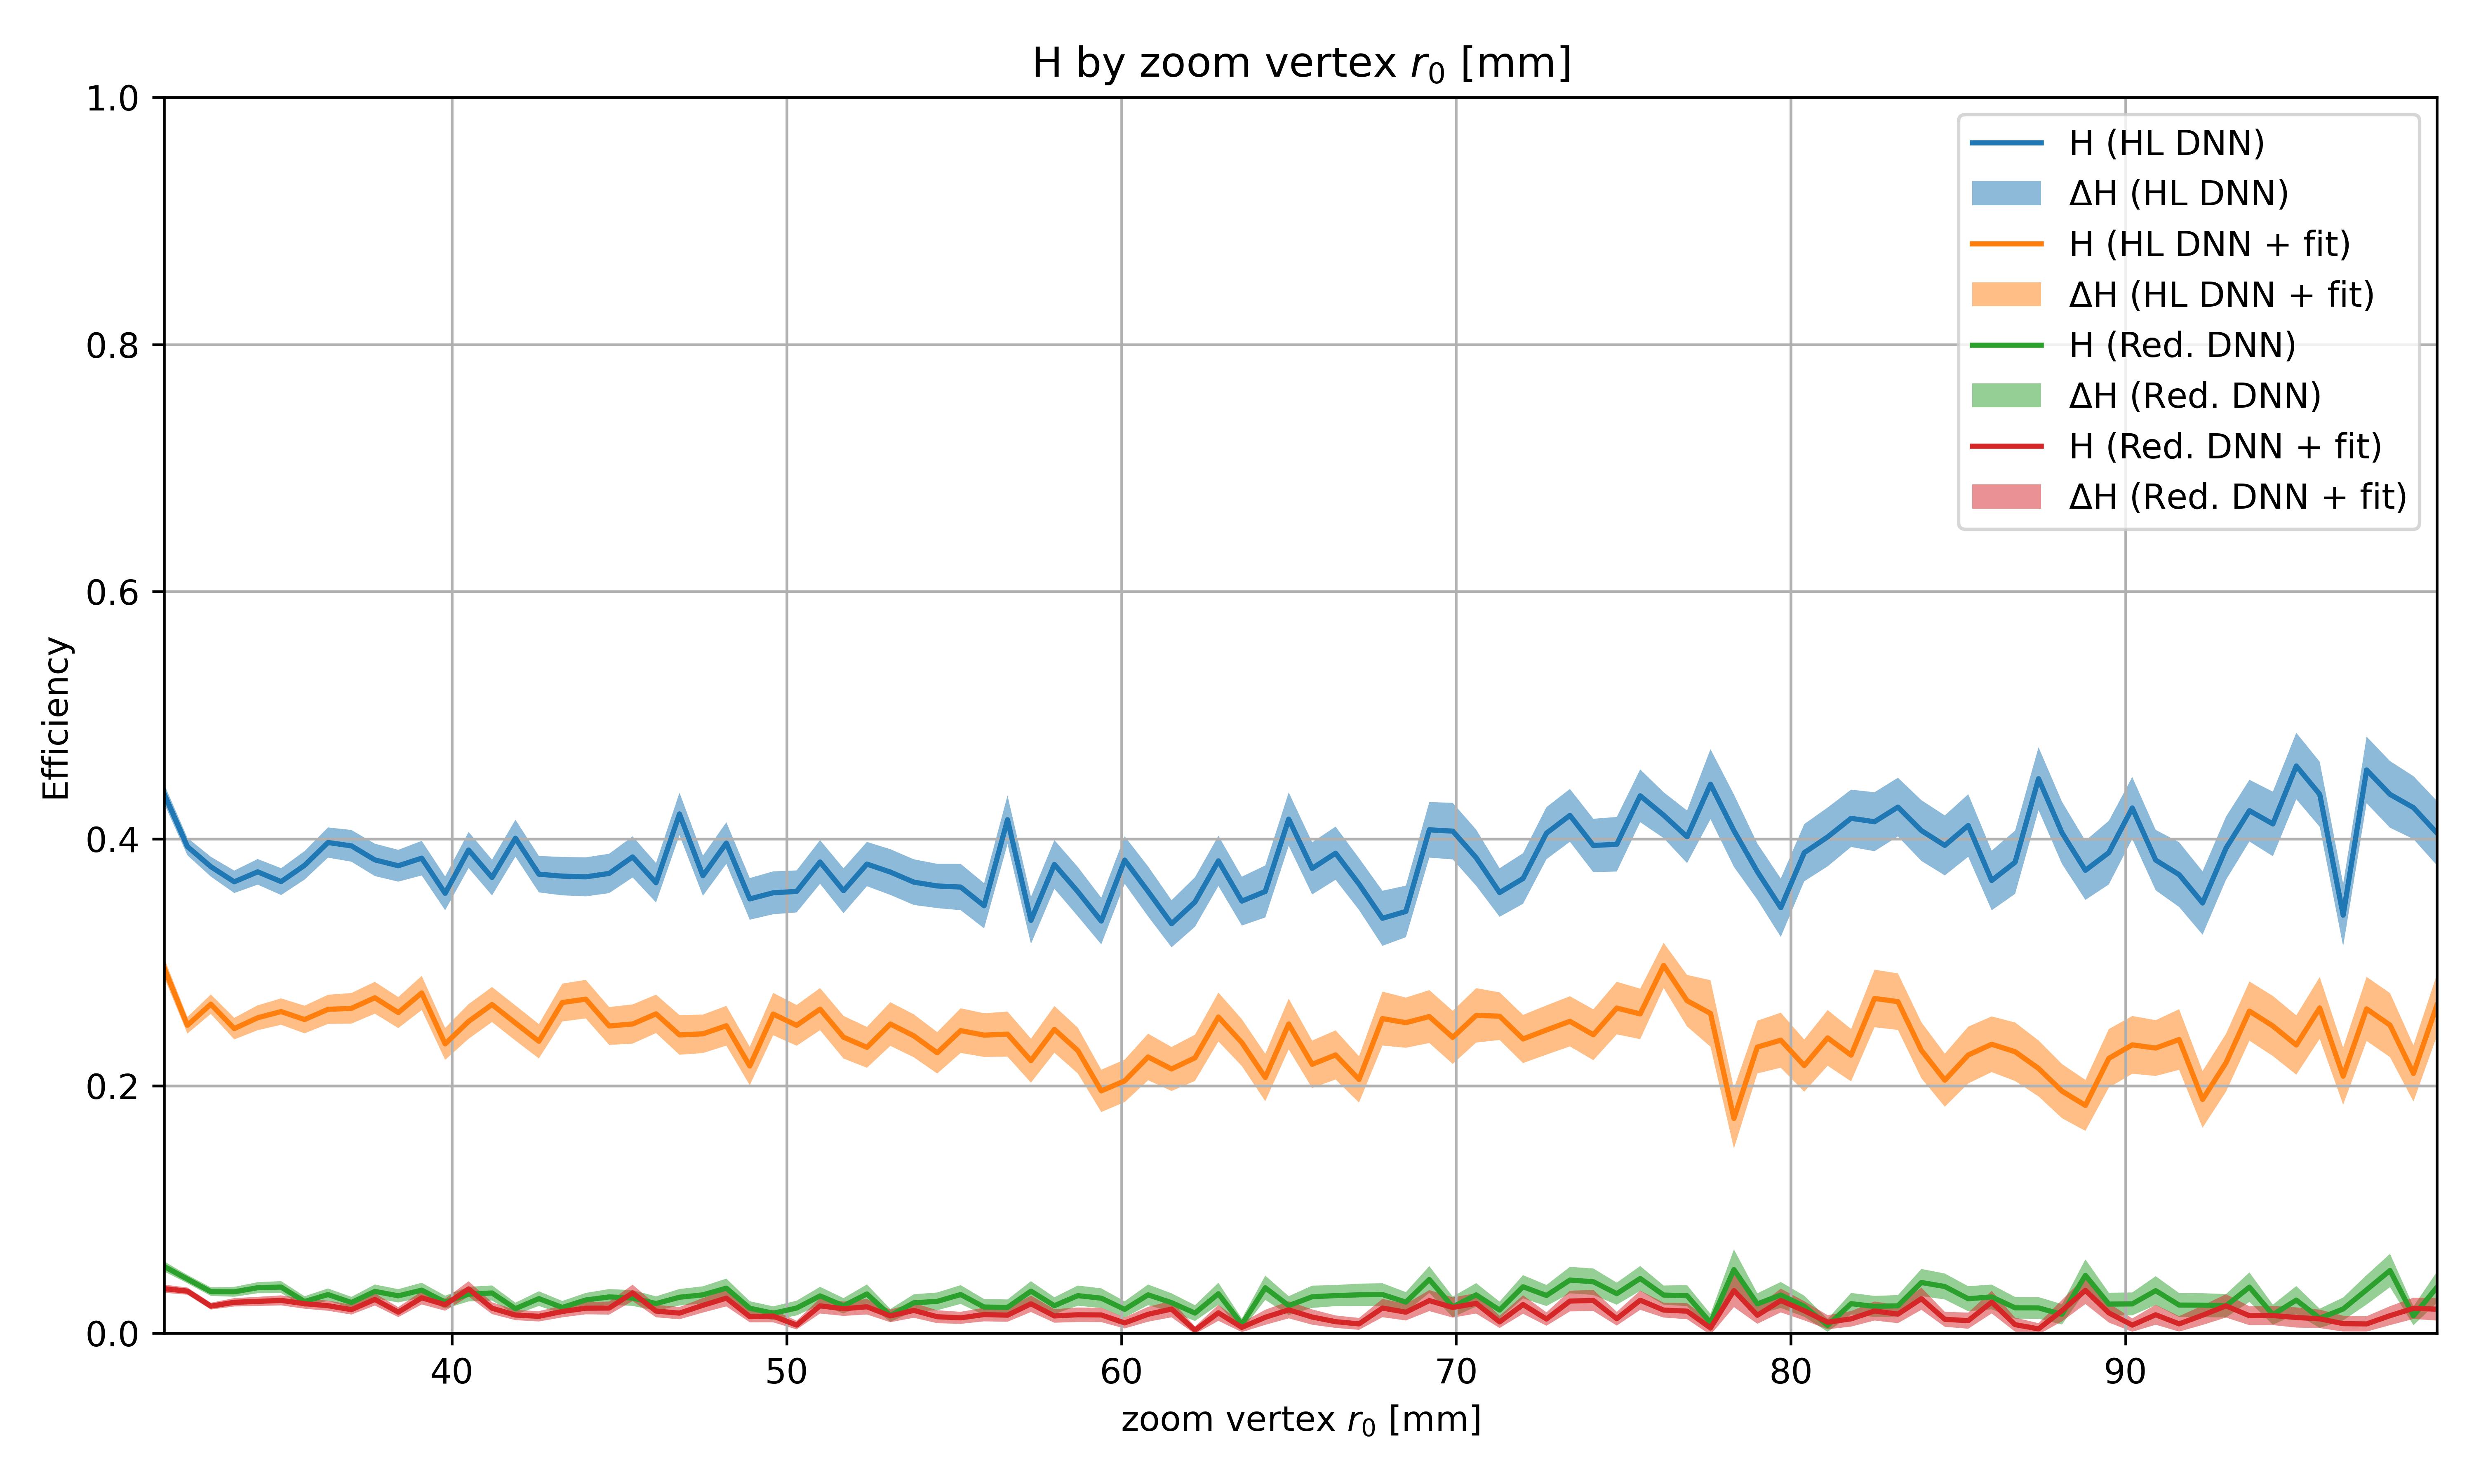 H by zoom vertex r₀ [mm]
1.0
0.8
0.6
0.4
0.2
0.0
Efficiency
H (HL DNN)
ΔH (HL DNN)
H (HL DNN + fit)
ΔH (HL DNN + fit)
H (Red. DNN)
ΔH (Red. DNN)
H (Red. DNN + fit)
ΔH (Red. DNN + fit)
40 50 60 70 80 90
zoom vertex r₀ [mm]